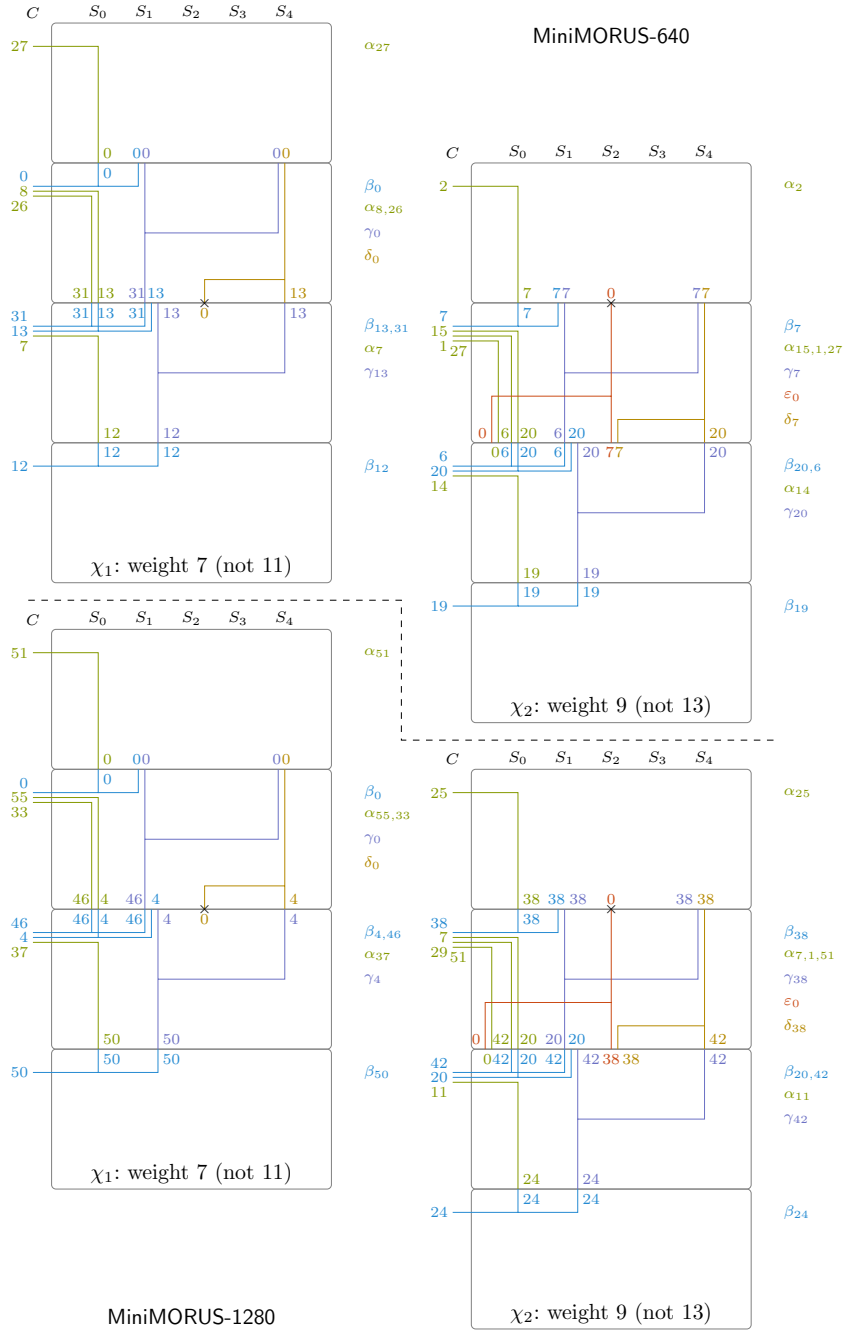 C S₀ S₁ S₂ S₃ S₄
MiniMORUS-640
27 α₂₇
0 00 00
0
0 β₀
8 α₈,₂₆
26
γ₀
δ₀
31 13 31 13 13
31 13 31 13 0 13
31 β₁₃,₃₁
13
7 α₇
γ₁₃
12 12
12 12
12 β₁₂
χ₁: weight 7 (not 11)
C S₀ S₁ S₂ S₃ S₄
2 α₂
7 77 0 77
7
7 β₇
15 α₁₅,₁,₂₇
1 27
γ₇
ε₀
δ₇
0 6 20 6 20 20
0 6 20 6 20 77 20
6 β₂₀,₆
20
14 α₁₄
γ₂₀
19 19
19 19
19 β₁₉
χ₂: weight 9 (not 13)
C S₀ S₁ S₂ S₃ S₄
51 α₅₁
0 00 00
0
0 β₀
55 α₅₅,₃₃
33
γ₀
δ₀
46 4 46 4 4
46 4 46 4 0 4
46 β₄,₄₆
4
37 α₃₇
γ₄
50 50
50 50
50 β₅₀
χ₁: weight 7 (not 11)
MiniMORUS-1280
C S₀ S₁ S₂ S₃ S₄
25 α₂₅
38 38 38 0 38 38
38
38 β₃₈
7 α₇,₁,₅₁
29 51
γ₃₈
ε₀
δ₃₈
0 42 20 20 20 42
0 42 20 42 42 38 38 42
42 β₂₀,₄₂
20
11 α₁₁
γ₄₂
24 24
24 24
24 β₂₄
χ₂: weight 9 (not 13)